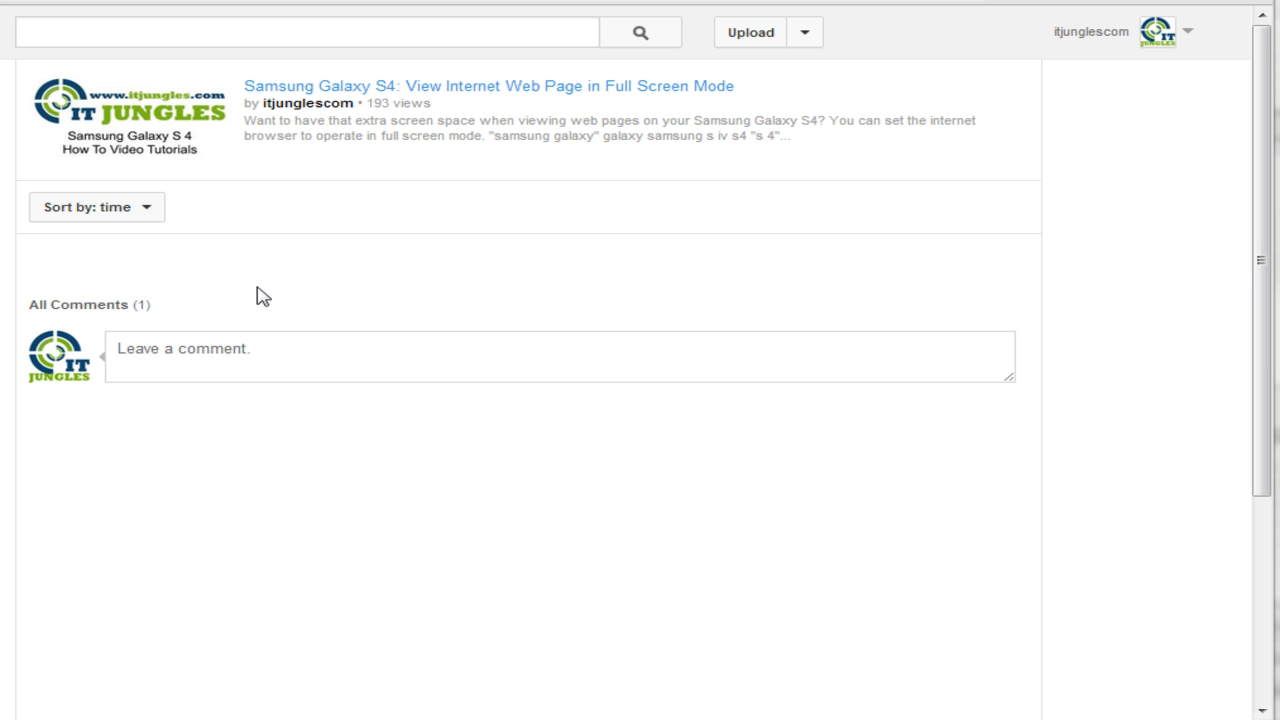 Upload
itjunglescom
IT
JUNGLES
www.itjungles.com
IT JUNGLES
Samsung Galaxy S 4
How To Video Tutorials
Samsung Galaxy S4: View Internet Web Page in Full Screen Mode
by itjunglescom • 193 views
Want to have that extra screen space when viewing web pages on your Samsung Galaxy S4? You can set the internet
browser to operate in full screen mode. "samsung galaxy" galaxy samsung s iv s4 "s 4"...
Sort by: time
All Comments (1)
IT
JUNGLES
Leave a comment.